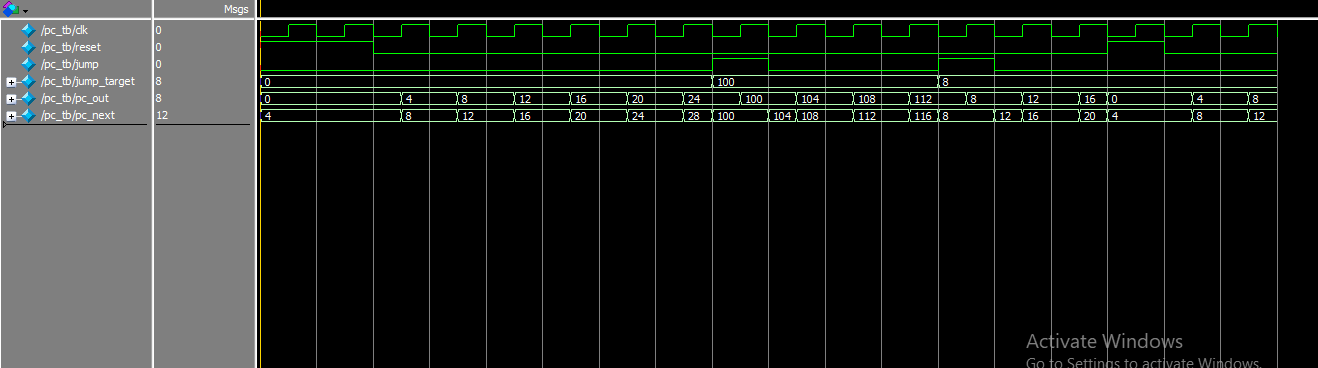 Msgs
/pc_tb/clk 0
/pc_tb/reset 0
/pc_tb/jump 0
/pc_tb/jump_target 8 0 100 8
/pc_tb/pc_out 8 0 4 8 12 16 20 24 100 104 108 112 8 12 16 0 4 8
/pc_tb/pc_next 12 4 8 12 16 20 24 28 100 104 108 112 116 8 12 16 20 4 8 12
Activate Windows
Go to Settings to activate Windows.